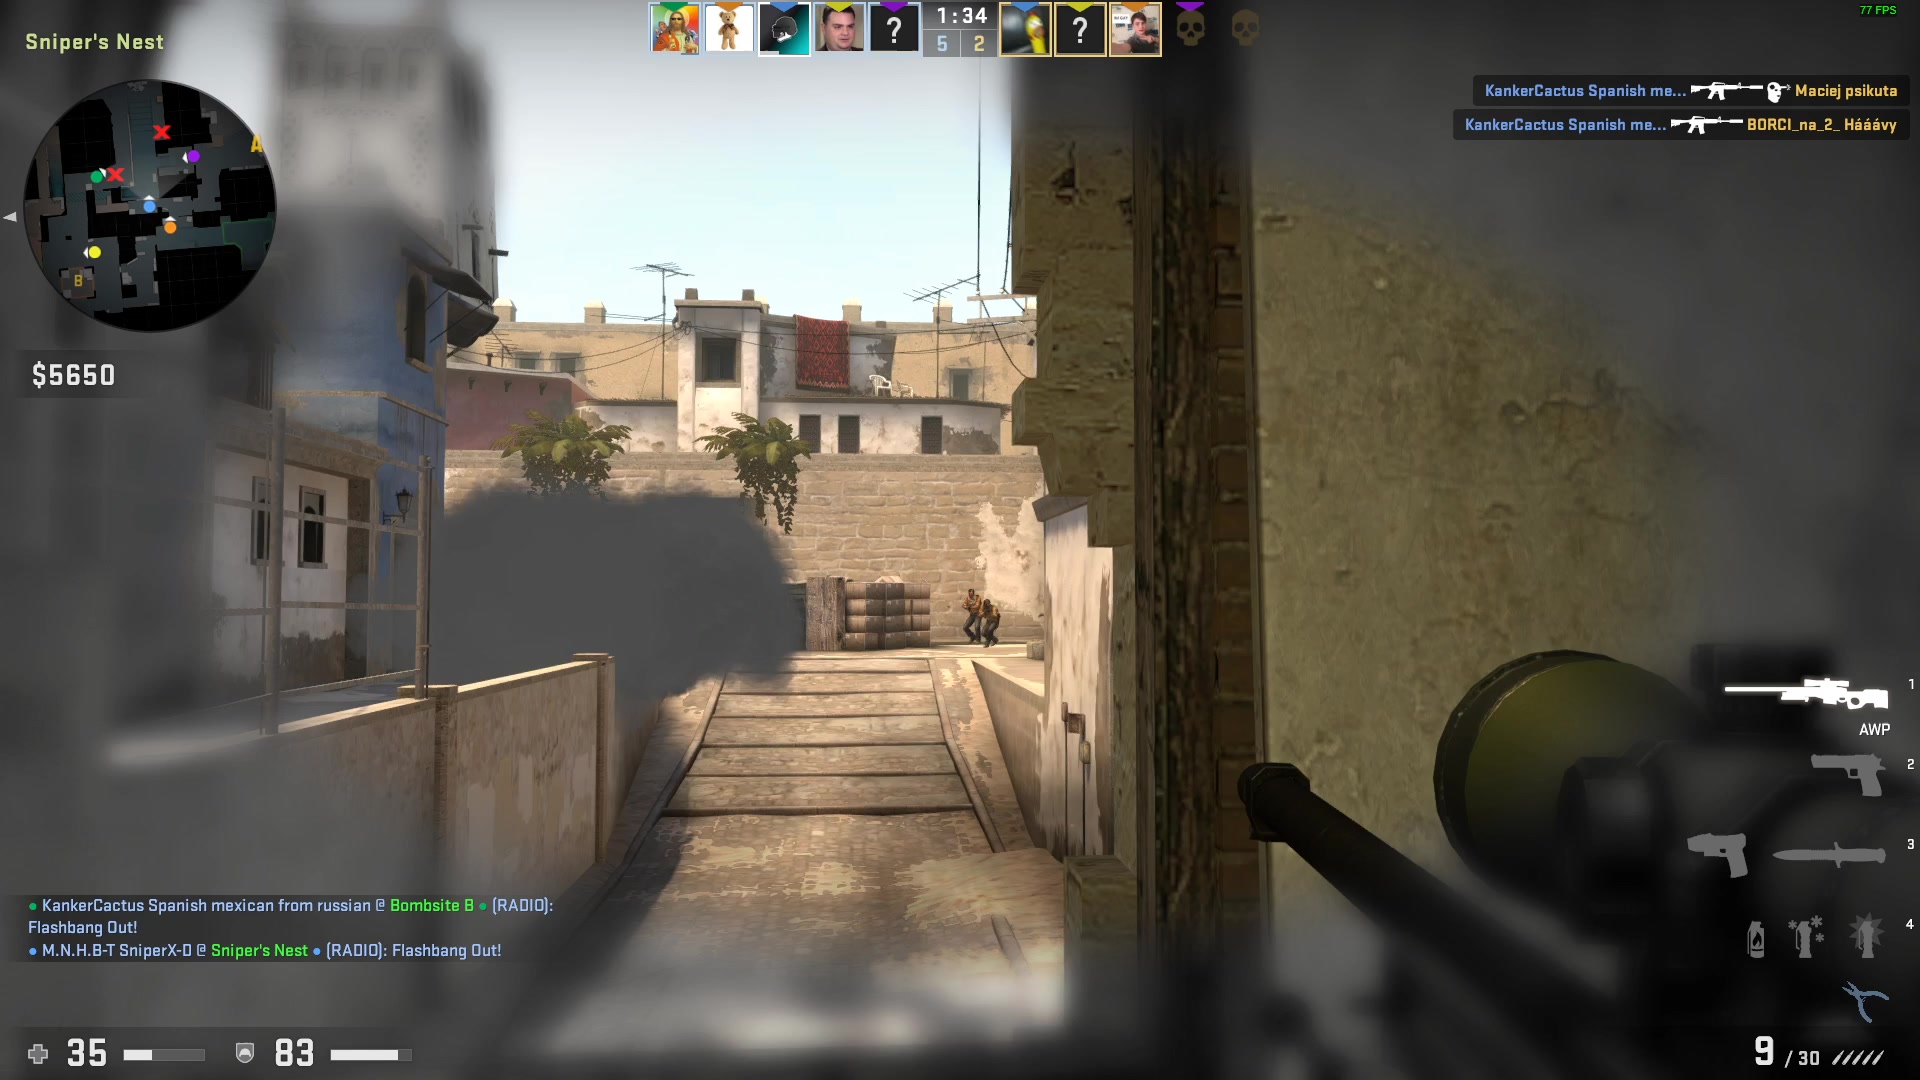 77 FPS
Sniper's Nest
1:34
5 2
? ?
KankerCactus Spanish me... Maciej psikuta
KankerCactus Spanish me... BORCI_na_2_ Hááávy
A
B
$5650
1
AWP
2
3
4
● KankerCactus Spanish mexican from russian @ Bombsite B ● (RADIO):
Flashbang Out!
● M.N.H.B-T SniperX-D @ Sniper's Nest ● (RADIO): Flashbang Out!
35 83
9 / 30